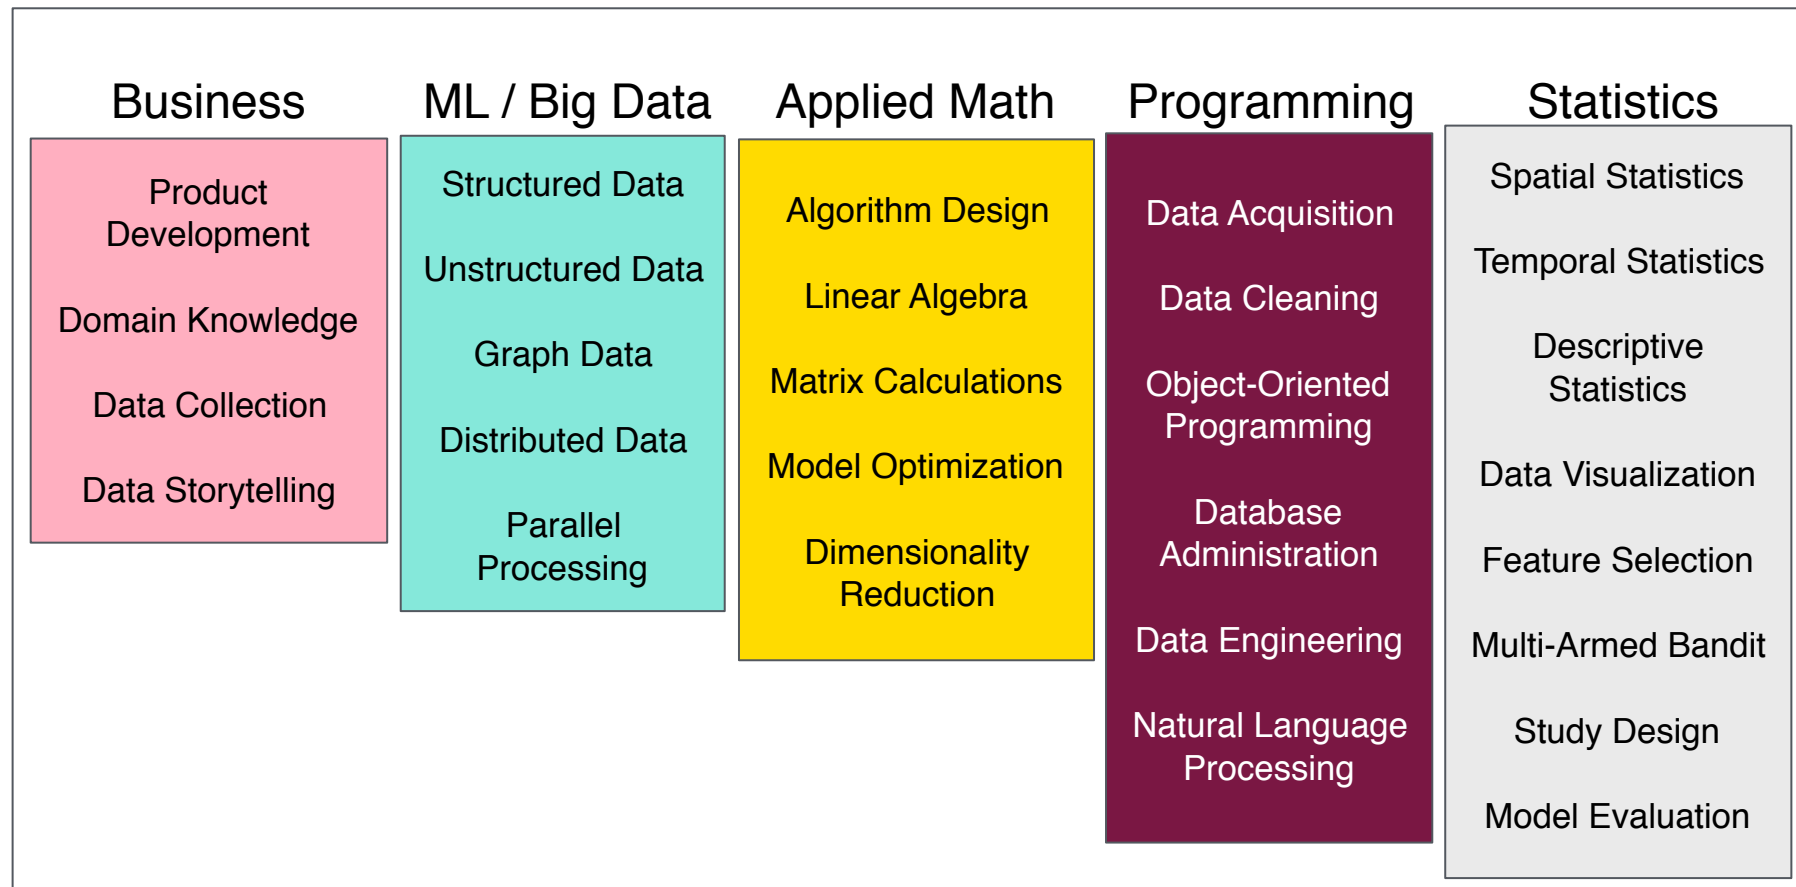 Business
Product
Development
Domain Knowledge
Data Collection
Data Storytelling
ML / Big Data
Structured Data
Unstructured Data
Graph Data
Distributed Data
Parallel
Processing
Applied Math
Algorithm Design
Linear Algebra
Matrix Calculations
Model Optimization
Dimensionality
Reduction
Programming
Data Acquisition
Data Cleaning
Object-Oriented
Programming
Database
Administration
Data Engineering
Natural Language
Processing
Statistics
Spatial Statistics
Temporal Statistics
Descriptive
Statistics
Data Visualization
Feature Selection
Multi-Armed Bandit
Study Design
Model Evaluation